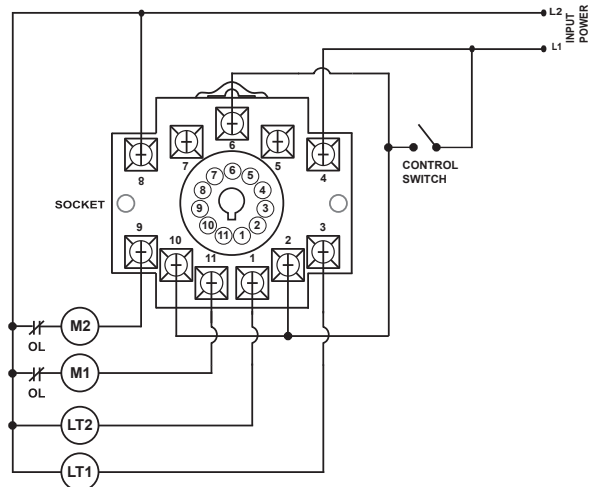 L2
L1
INPUT
POWER
6
7
5
8
4
CONTROL
SWITCH
SOCKET
6
7
5
8
4
9
3
10
2
11
1
9
10
11
1
2
3
M2
OL
M1
OL
LT2
LT1